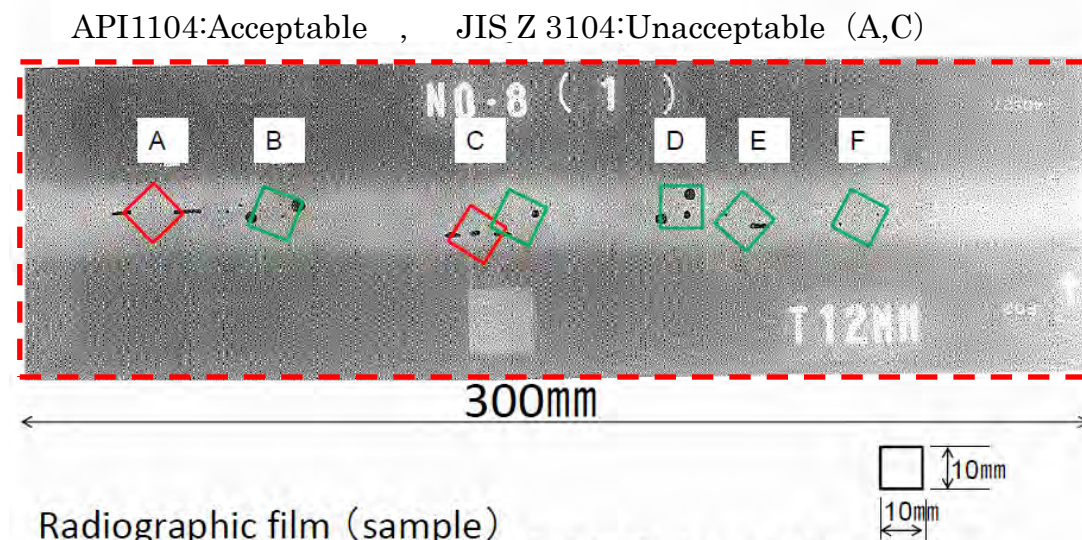 API1104:Acceptable , JIS Z 3104:Unacceptable (A,C)
NO-8 ( 1 )
A B C D E F
T12MM
300mm
10mm
10mm
Radiographic film (sample)